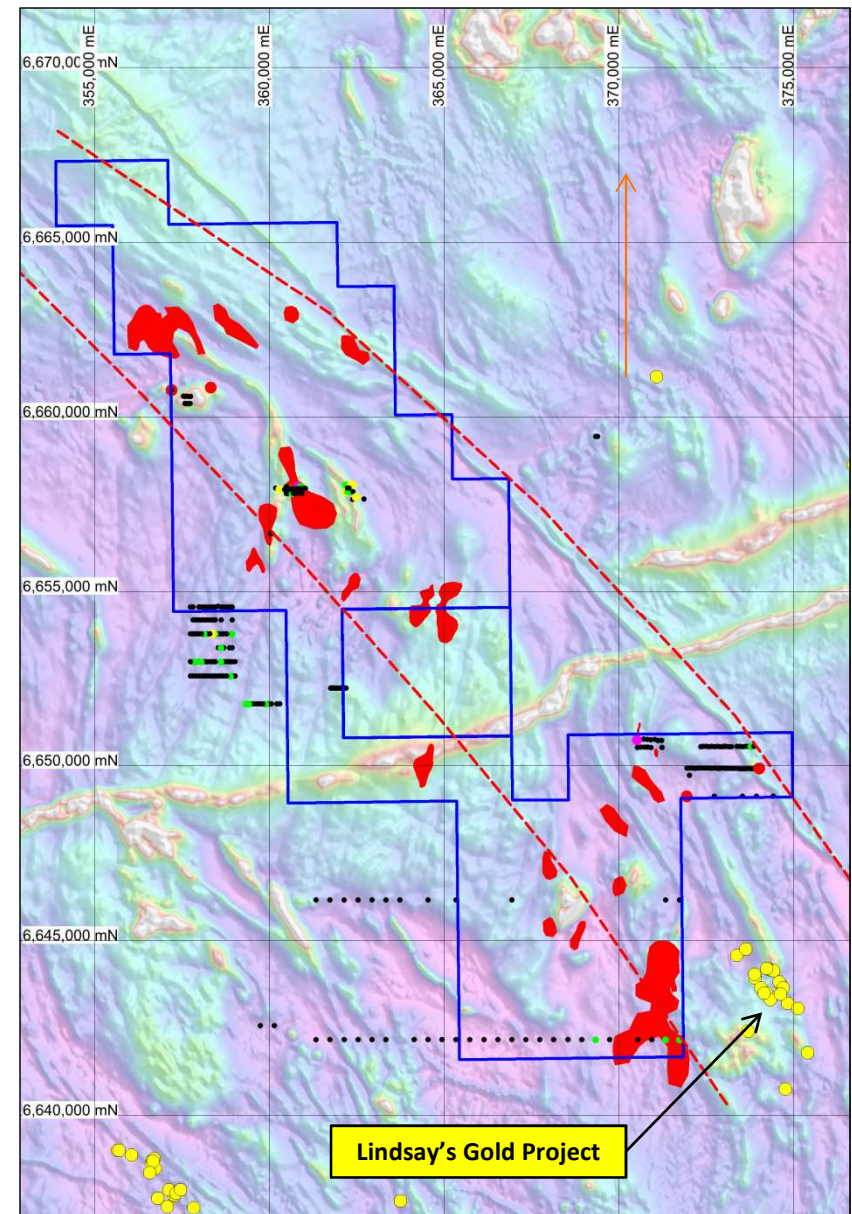 355,000 mE
360,000 mE
365,000 mE
370,000 mE
375,000 mE
6,670,00 mN
6,665,000 mN
6,660,000 mN
6,655,000 mN
6,650,000 mN
6,645,000 mN
6,640,000 mN
Lindsay's Gold Project